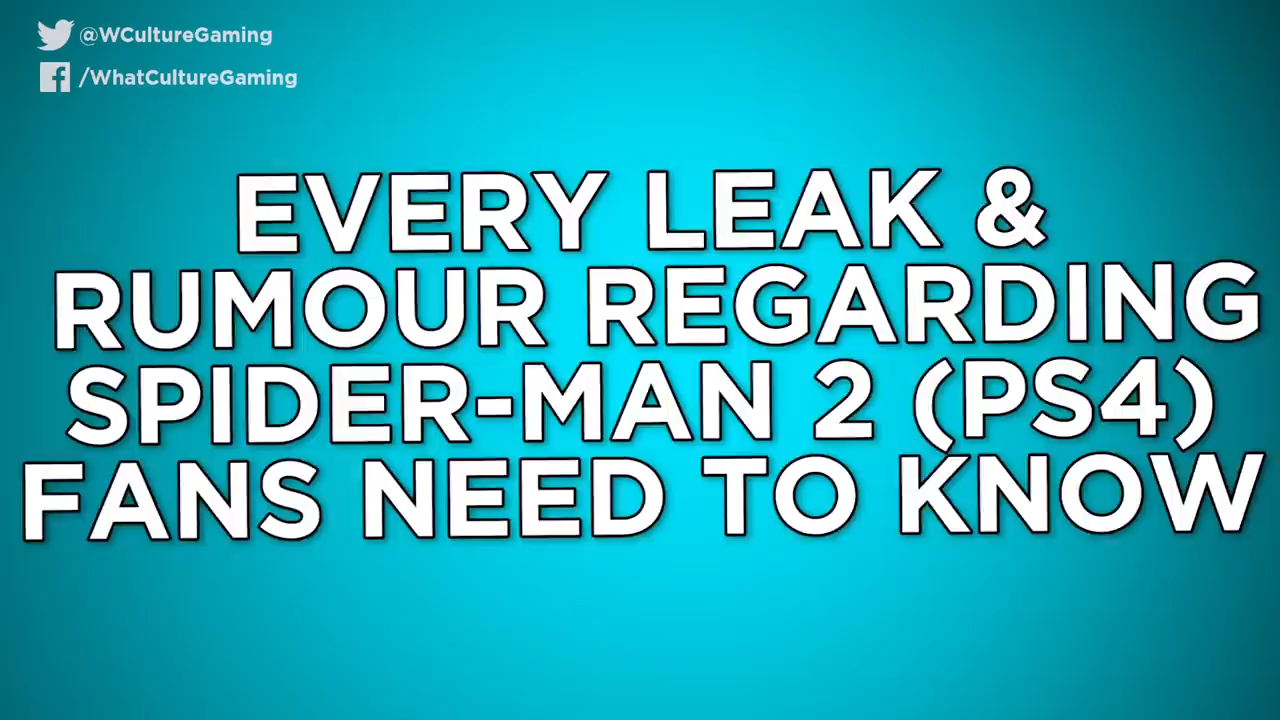 @WCultureGaming
/WhatCultureGaming
EVERY LEAK &
RUMOUR REGARDING
SPIDER-MAN 2 (PS4)
FANS NEED TO KNOW